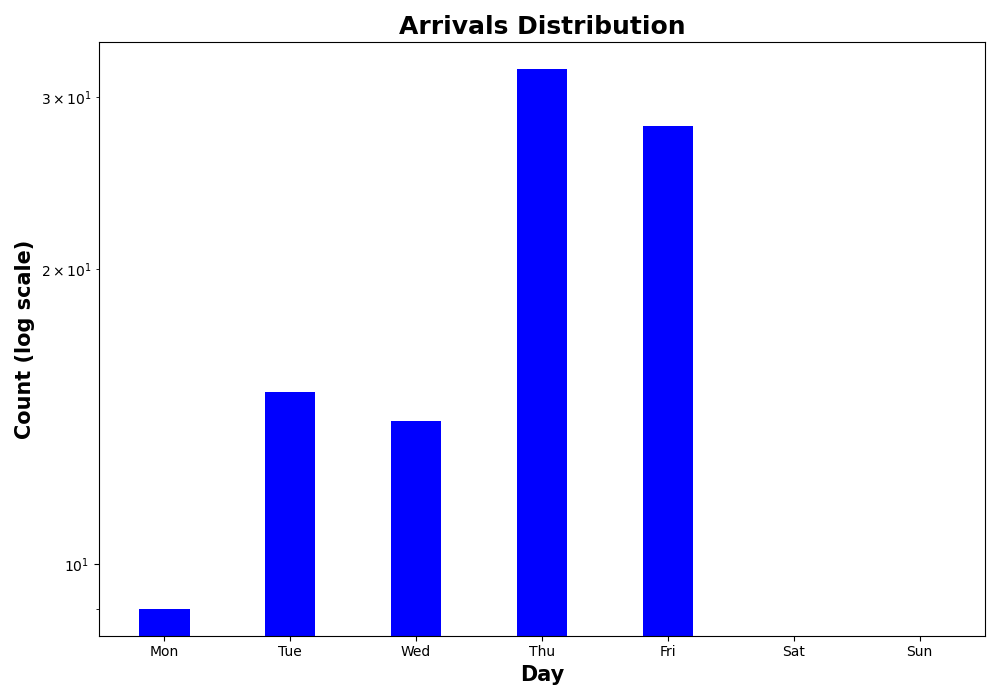 Arrivals Distribution
Count (log scale)
3 × 10¹
2 × 10¹
10¹
Mon Tue Wed Thu Fri Sat Sun
Day